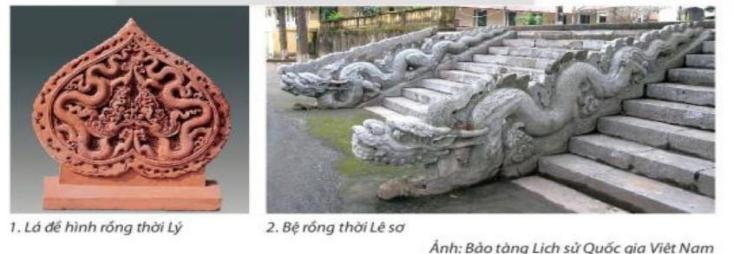 1. Lá đề hình rồng thời Lý
2. Bệ rồng thời Lê sơ
Ảnh: Bảo tàng Lịch sử Quốc gia Việt Nam